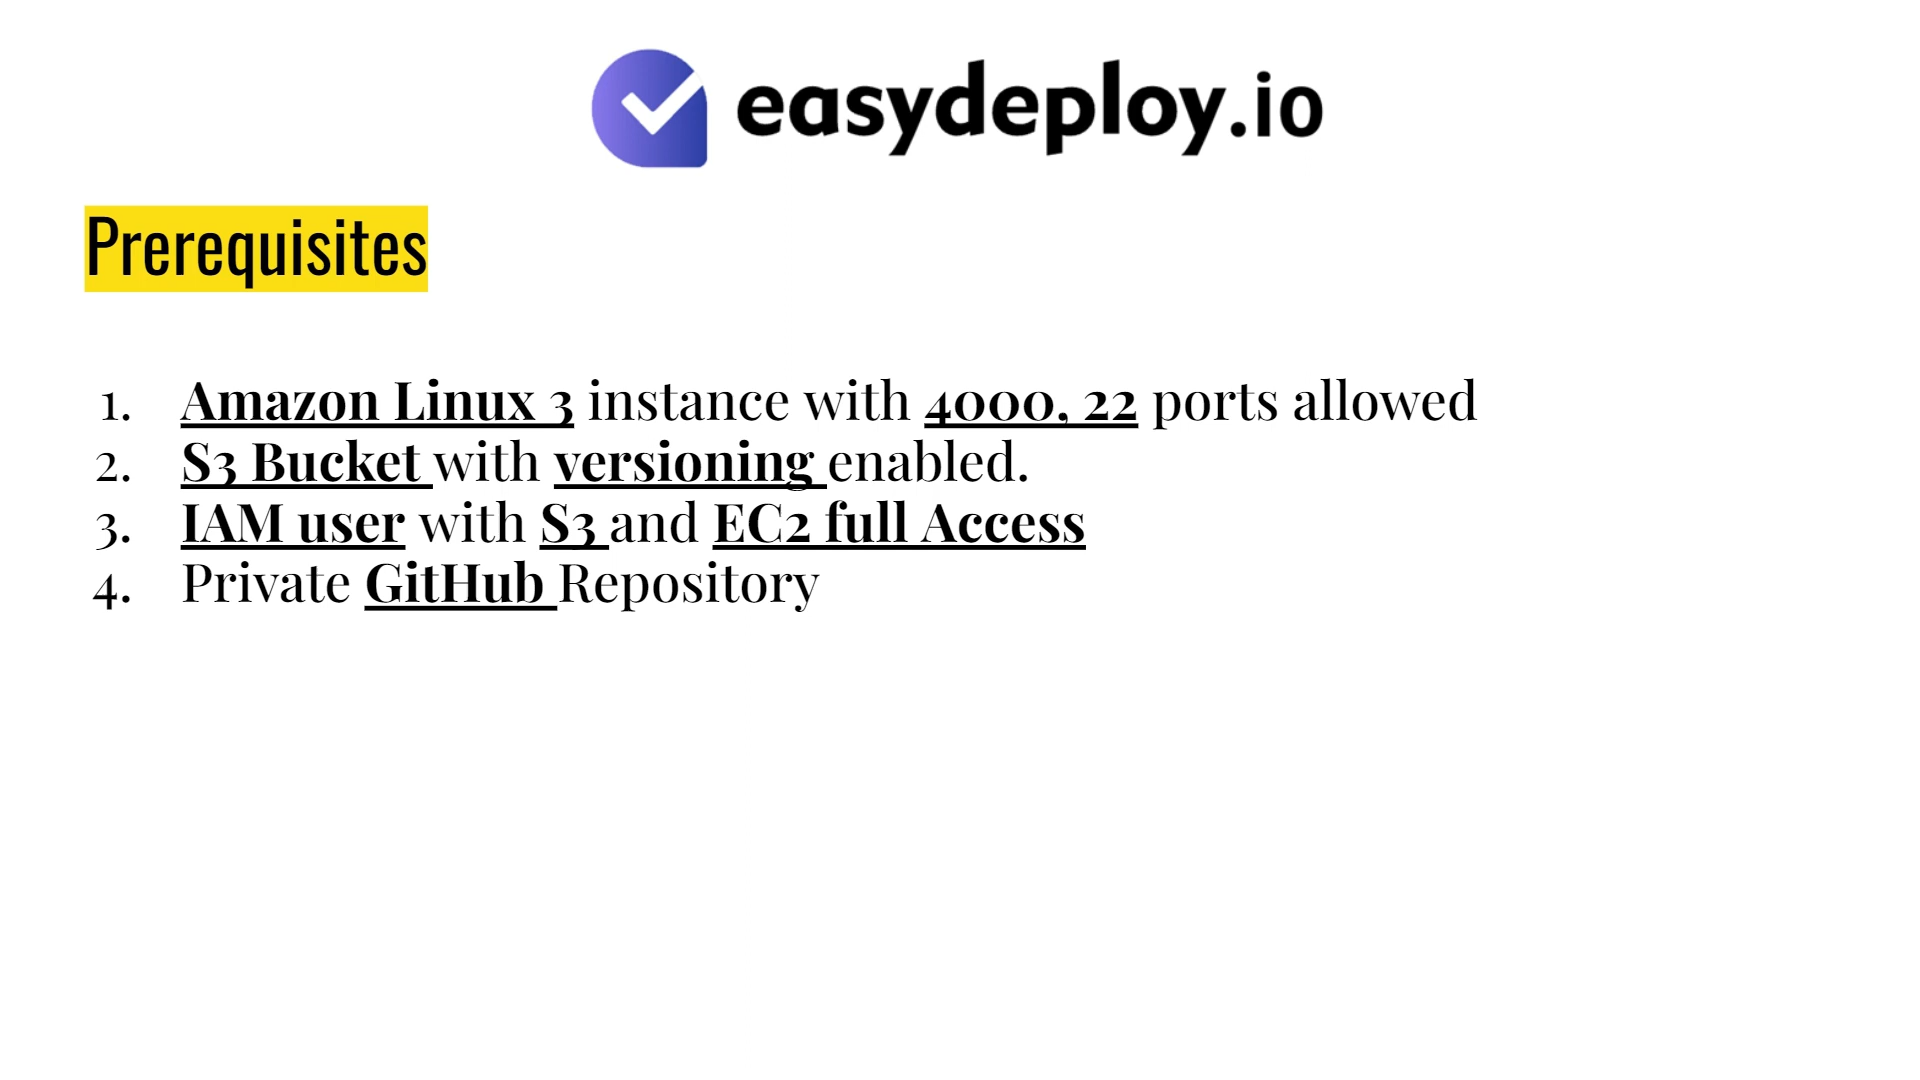 easydeploy.io
Prerequisites
1. Amazon Linux 3 instance with 4000, 22 ports allowed
2. S3 Bucket with versioning enabled.
3. IAM user with S3 and EC2 full Access
4. Private GitHub Repository